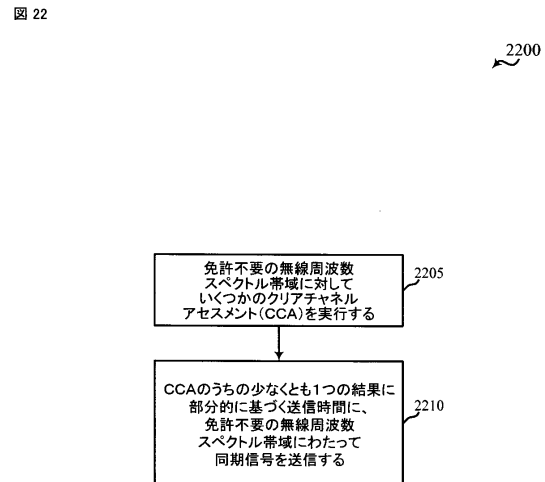 図 22
2200
免許不要の無線周波数
スペクトル帯域に対して
いくつかのクリアチャネル
アセスメント(CCA)を実行する
2205
CCAのうちの少なくとも1つの結果に
部分的に基づく送信時間に、
免許不要の無線周波数
スペクトル帯域にわたって
同期信号を送信する
2210